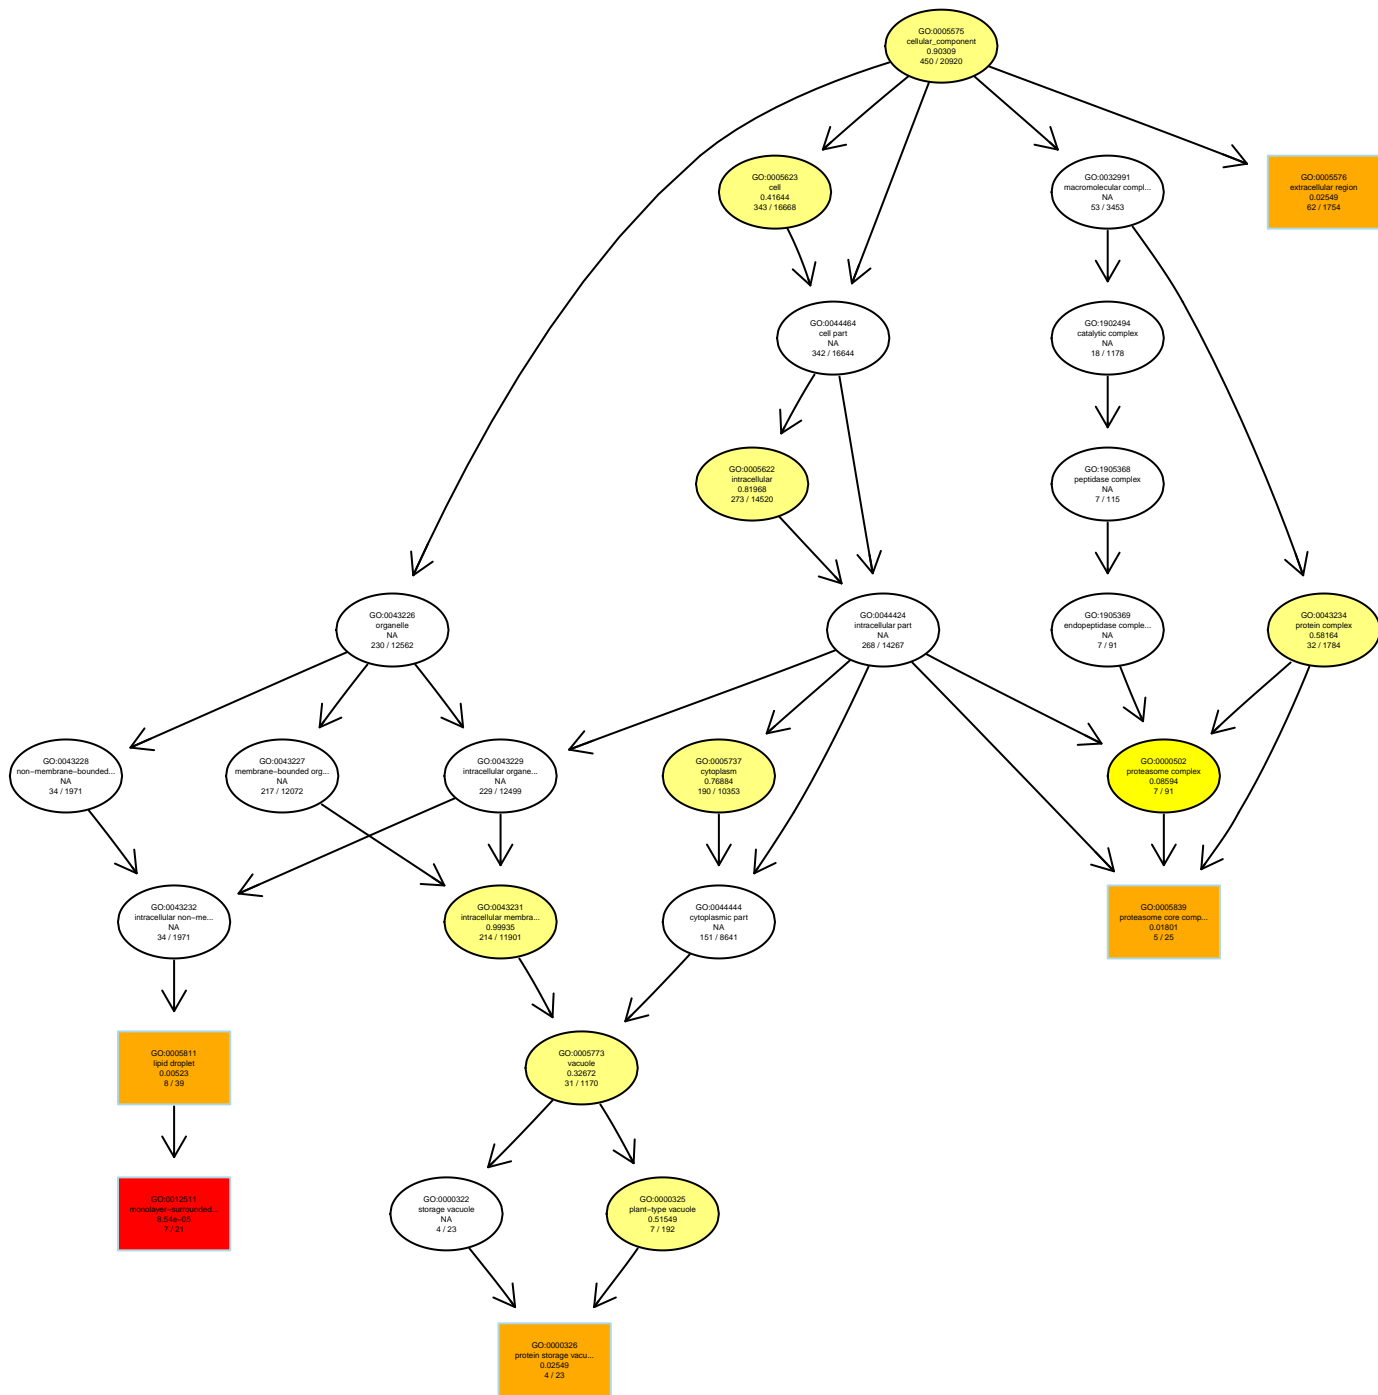 GO:0005575
cellular_component
0.90309
450 / 20920
GO:0005623
cell
0.41644
343 / 16668
GO:0032991
macromolecular compl...
NA
53 / 3453
GO:0005576
extracellular region
0.02549
62 / 1754
GO:0044464
cell part
NA
342 / 16644
GO:1902494
catalytic complex
NA
18 / 1178
GO:0005622
intracellular
0.81968
273 / 14520
GO:1905368
peptidase complex
NA
7 / 115
GO:0043226
organelle
NA
230 / 12562
GO:0044424
intracellular part
NA
268 / 14267
GO:1905369
endopeptidase comple...
NA
7 / 91
GO:0043234
protein complex
0.58164
32 / 1784
GO:0043228
non−membrane−bounded...
NA
34 / 1971
GO:0043227
membrane−bounded org...
NA
217 / 12072
GO:0043229
intracellular organe...
NA
229 / 12499
GO:0005737
cytoplasm
0.76884
190 / 10353
GO:0000502
proteasome complex
0.08594
7 / 91
GO:0043232
intracellular non−me...
NA
34 / 1971
GO:0043231
intracellular membra...
0.99935
214 / 11901
GO:0044444
cytoplasmic part
NA
151 / 8641
GO:0005839
proteasome core comp...
0.01801
5 / 25
GO:0005811
lipid droplet
0.00523
8 / 39
GO:0005773
vacuole
0.32672
31 / 1170
GO:0012511
monolayer−surrounded...
8.54e−05
7 / 21
GO:0000322
storage vacuole
NA
4 / 23
GO:0000325
plant−type vacuole
0.51549
7 / 192
GO:0000326
protein storage vacu...
0.02549
4 / 23